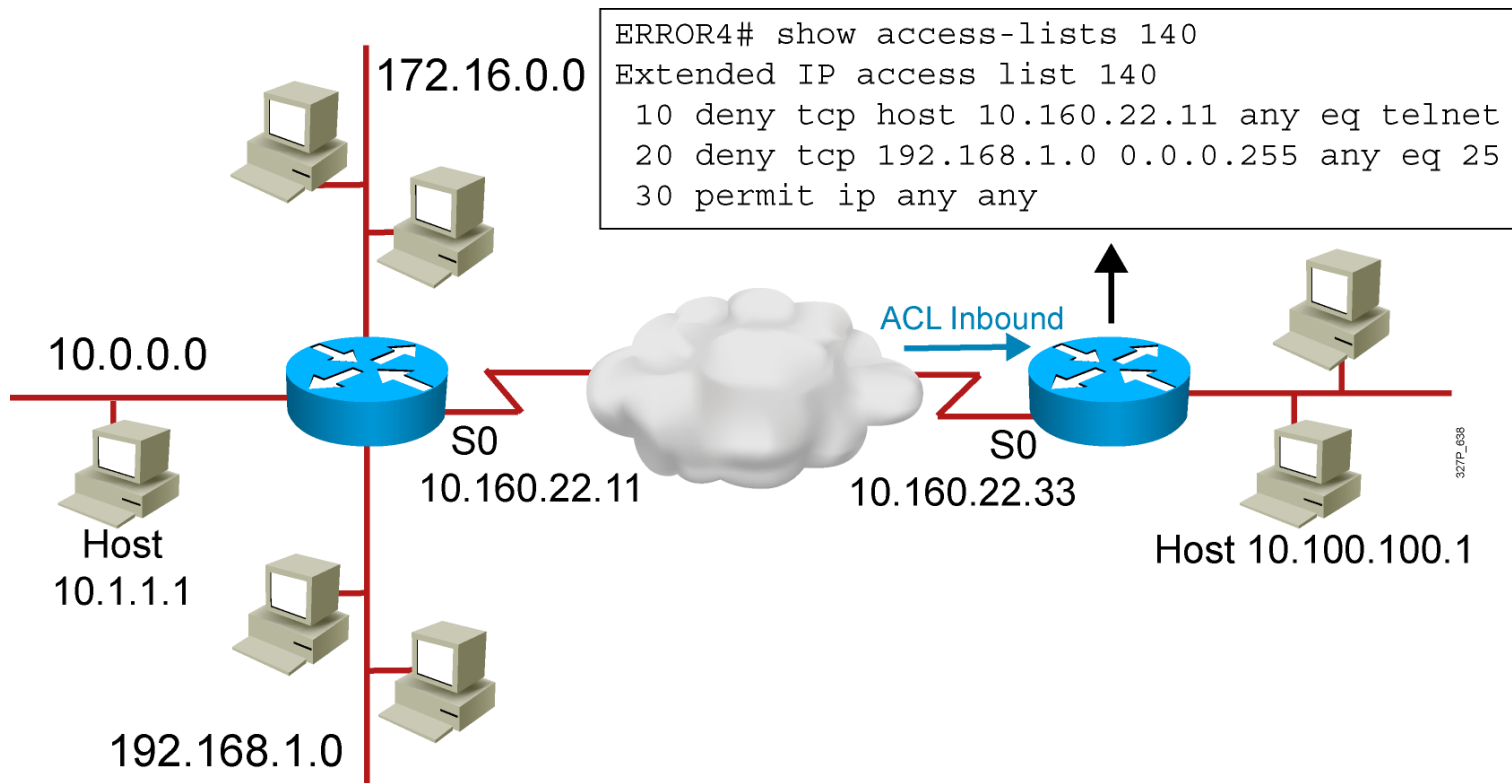 ERROR4# show access-lists 140
Extended IP access list 140
10 deny tcp host 10.160.22.11 any eq telnet
20 deny tcp 192.168.1.0 0.0.0.255 any eq 25
30 permit ip any any
172.16.0.0
10.0.0.0
ACL Inbound
S0
10.160.22.11
S0
10.160.22.33
327P_638
Host
10.1.1.1
Host 10.100.100.1
192.168.1.0